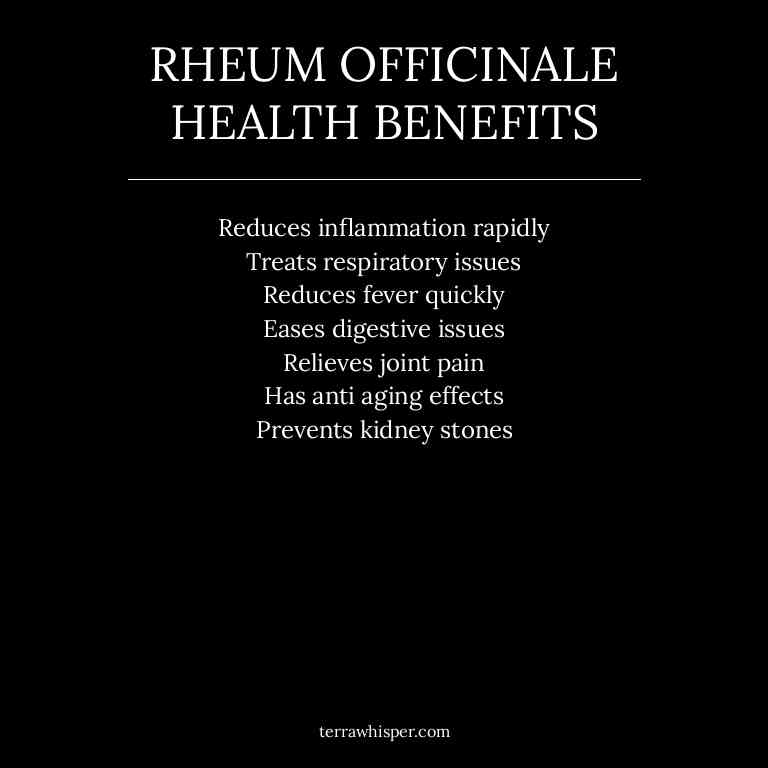 RHEUM OFFICINALE
HEALTH BENEFITS
Reduces inflammation rapidly
Treats respiratory issues
Reduces fever quickly
Eases digestive issues
Relieves joint pain
Has anti aging effects
Prevents kidney stones
terrawhisper.com